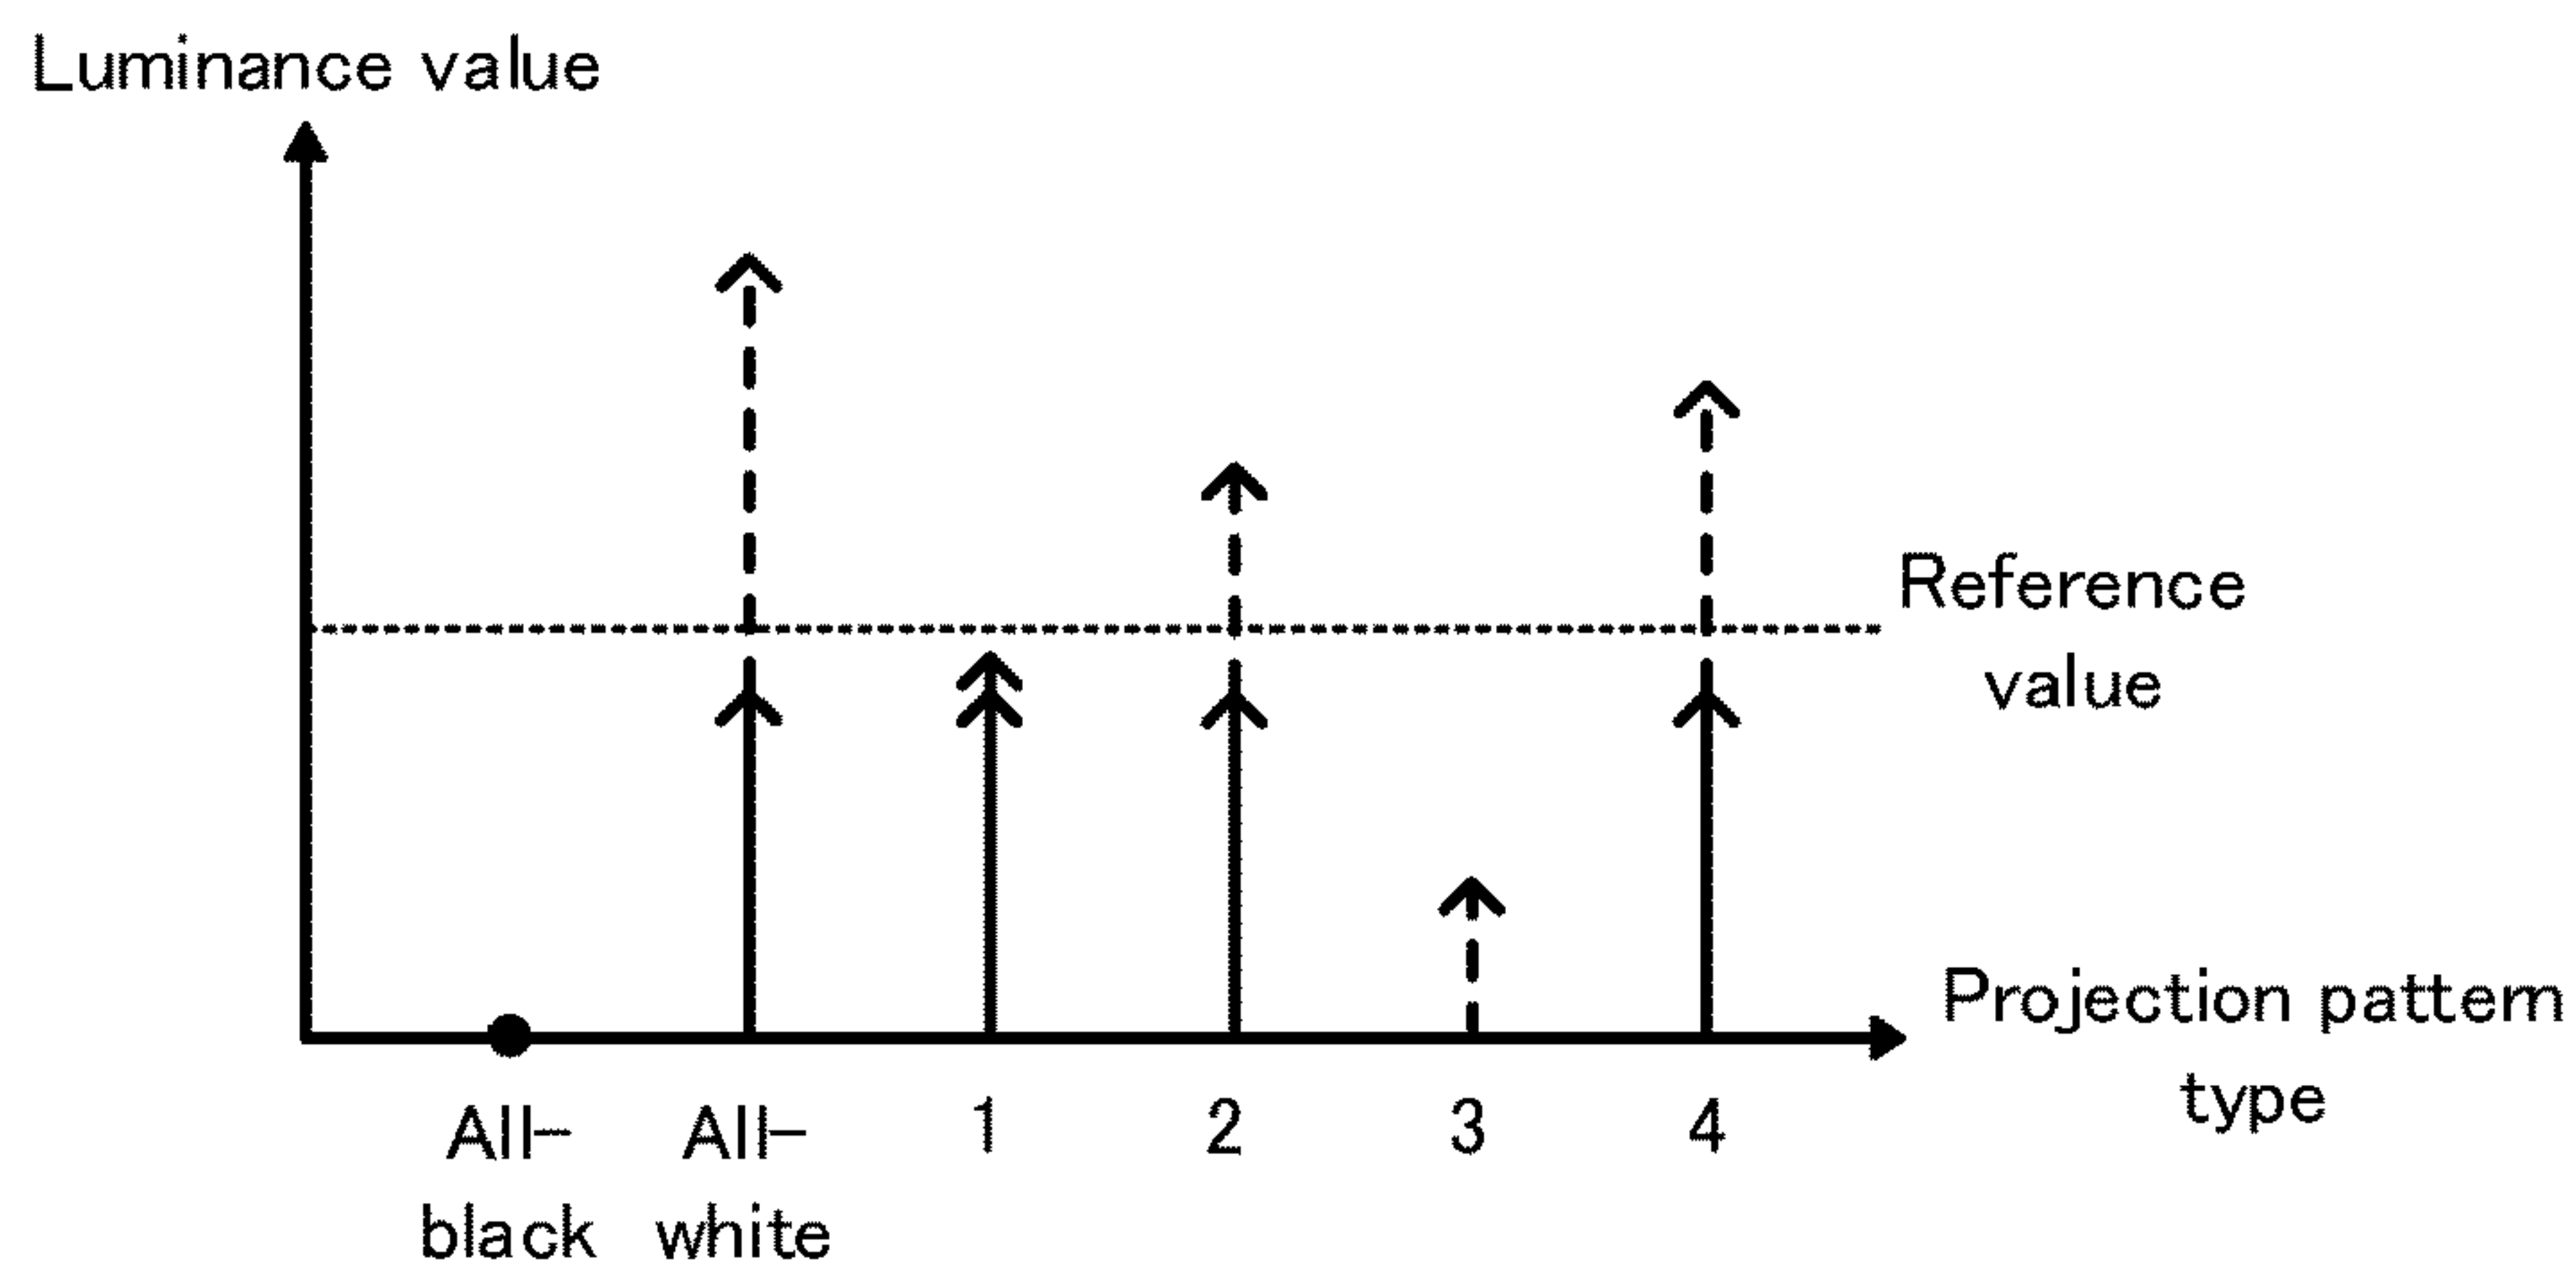 Luminance value
Reference
value
Projection pattern
type
All-
black
All-
white
1
2
3
4